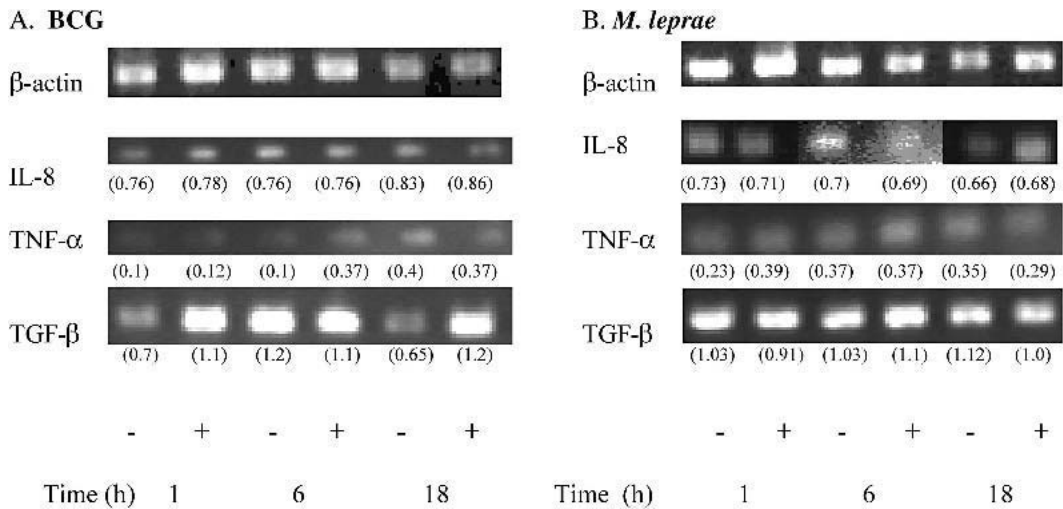 A. BCG
β-actin
IL-8
(0.76) (0.78) (0.76) (0.76) (0.83) (0.86)
TNF-α
(0.1) (0.12) (0.1) (0.37) (0.4) (0.37)
TGF-β
(0.7) (1.1) (1.2) (1.1) (0.65) (1.2)
- + - + - +
Time (h) 1 6 18
B. M. leprae
β-actin
IL-8
(0.73) (0.71) (0.7) (0.69) (0.66) (0.68)
TNF-α
(0.23) (0.39) (0.37) (0.37) (0.35) (0.29)
TGF-β
(1.03) (0.91) (1.03) (1.1) (1.12) (1.0)
- + - + - +
Time (h) 1 6 18